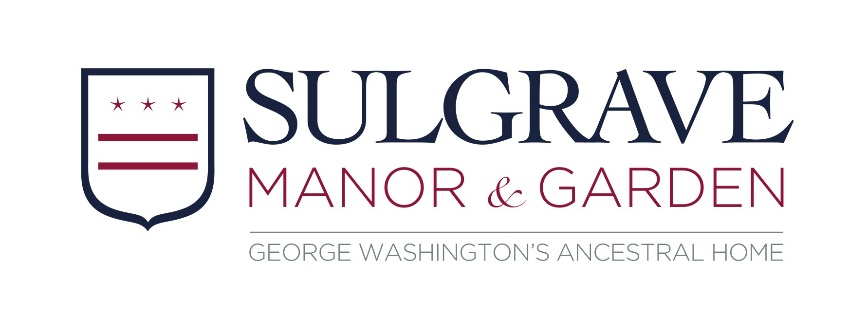 SULGRAVE
MANOR & GARDEN
GEORGE WASHINGTON'S ANCESTRAL HOME